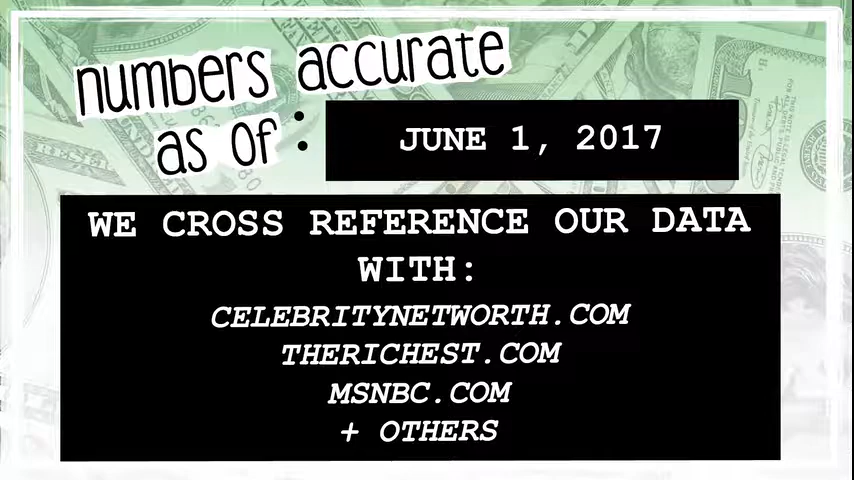 numbers accurate
as of:
JUNE 1, 2017
WE CROSS REFERENCE OUR DATA
WITH:
CELEBRITYNETWORTH.COM
THERICHEST.COM
MSNBC.COM
+ OTHERS